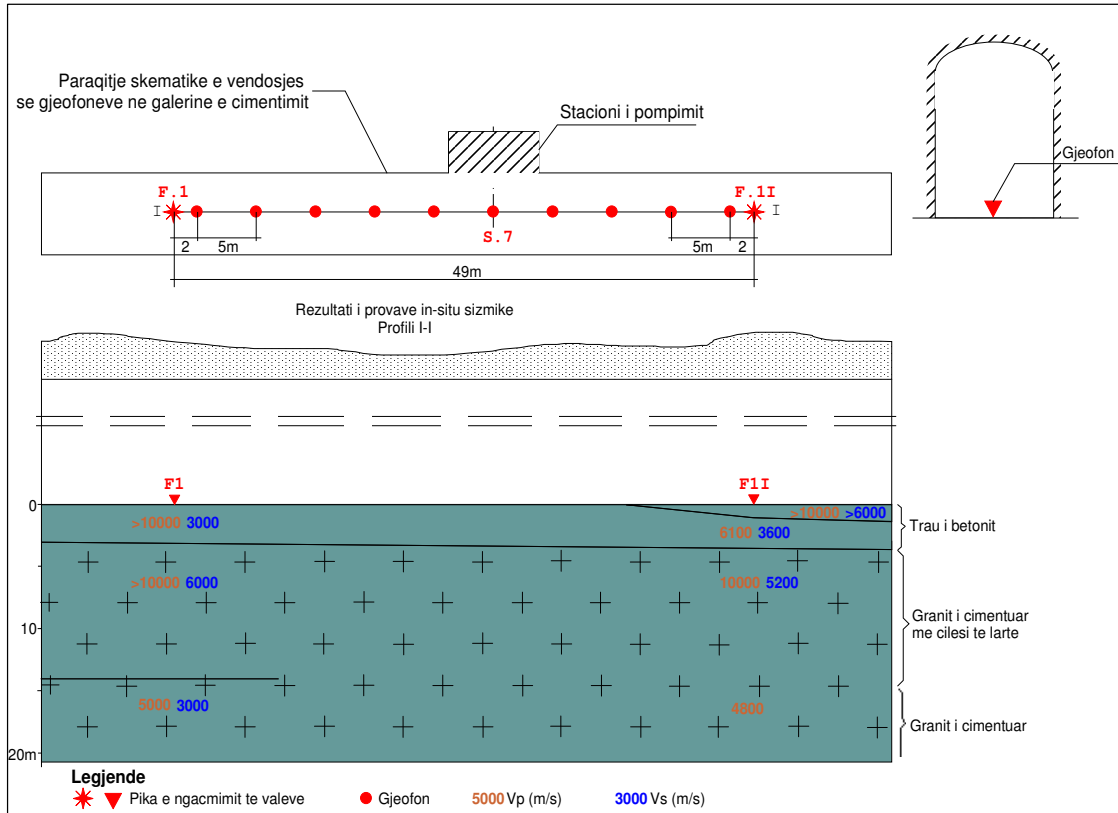 Paraqitje skematike e vendosjes
se gjeofoneve ne galerine e cimentimit
Stacioni i pompimit
Gjeofon
F.1
F.1I
I
I
S.7
2
5m
5m
2
49m
Rezultati i provave in-situ sizmike
Profili I-I
F1
F1I
0
>10000 3000
>10000 >6000
6100 3600
Trau i betonit
>10000 6000
10000 5200
Granit i cimentuar
me cilesi te larte
10
5000 3000
4800
Granit i cimentuar
20m
Legjende
Pika e ngacmimit te valeve
Gjeofon
5000 Vp (m/s)
3000 Vs (m/s)